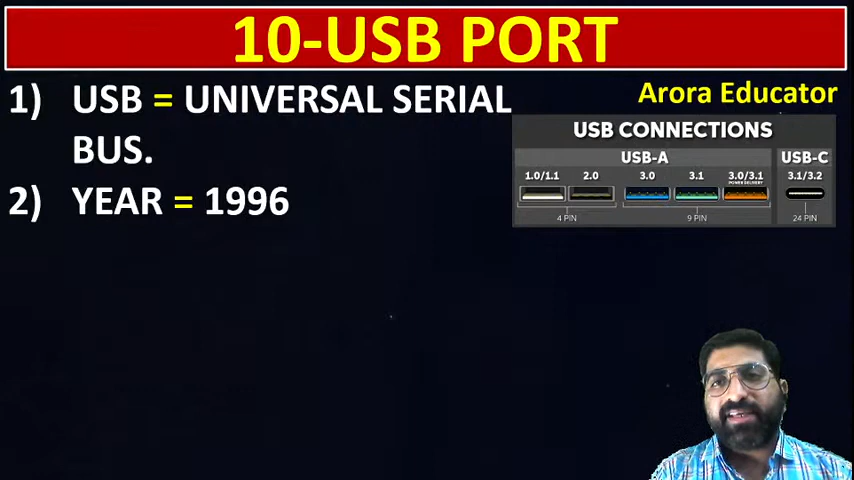 10-USB PORT
1) USB = UNIVERSAL SERIAL
BUS.
2) YEAR = 1996
Arora Educator
USB CONNECTIONS
USB-A
USB-C
1.0/1.1 2.0 3.0 3.1 3.0/3.1 3.1/3.2
POWER DELIVERY
4 PIN 9 PIN 24 PIN